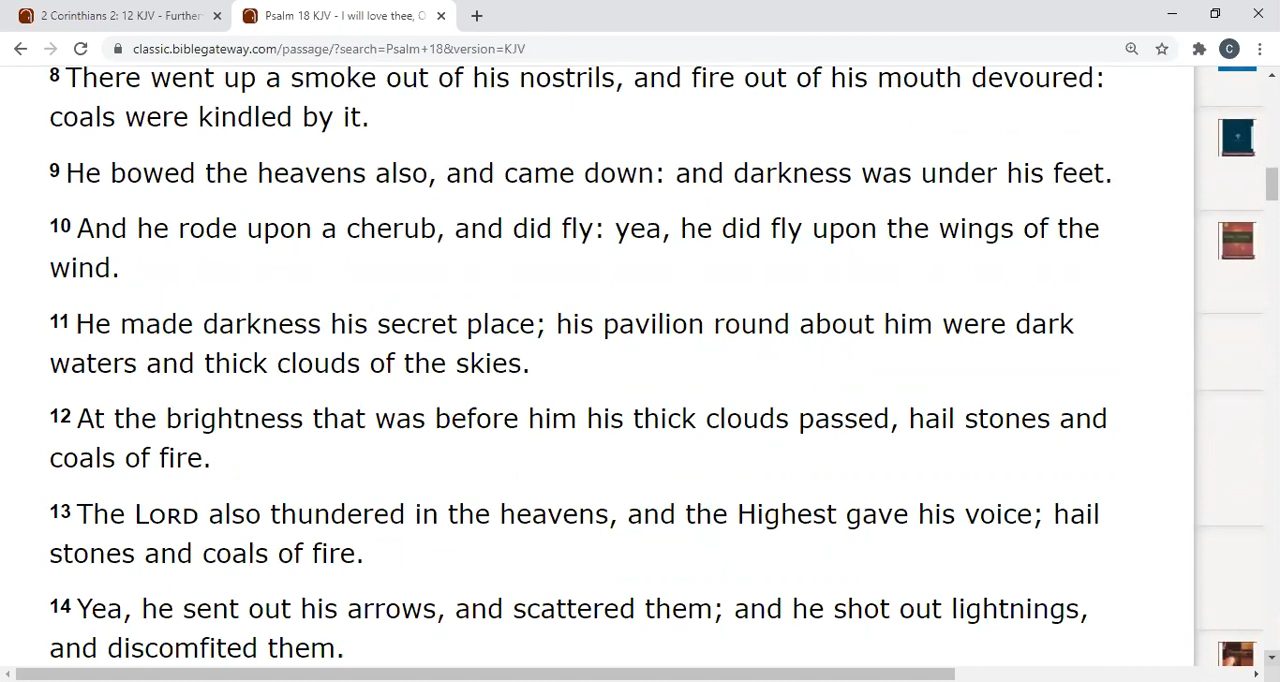 2 Corinthians 2: 12 KJV - Further
Psalm 18 KJV - I will love thee, O
classic.biblegateway.com/passage/?search=Psalm+18&version=KJV
C
8 There went up a smoke out of his nostrils, and fire out of his mouth devoured:
coals were kindled by it.
9 He bowed the heavens also, and came down: and darkness was under his feet.
10 And he rode upon a cherub, and did fly: yea, he did fly upon the wings of the
wind.
11 He made darkness his secret place; his pavilion round about him were dark
waters and thick clouds of the skies.
12 At the brightness that was before him his thick clouds passed, hail stones and
coals of fire.
13 The LORD also thundered in the heavens, and the Highest gave his voice; hail
stones and coals of fire.
14 Yea, he sent out his arrows, and scattered them; and he shot out lightnings,
and discomfited them.